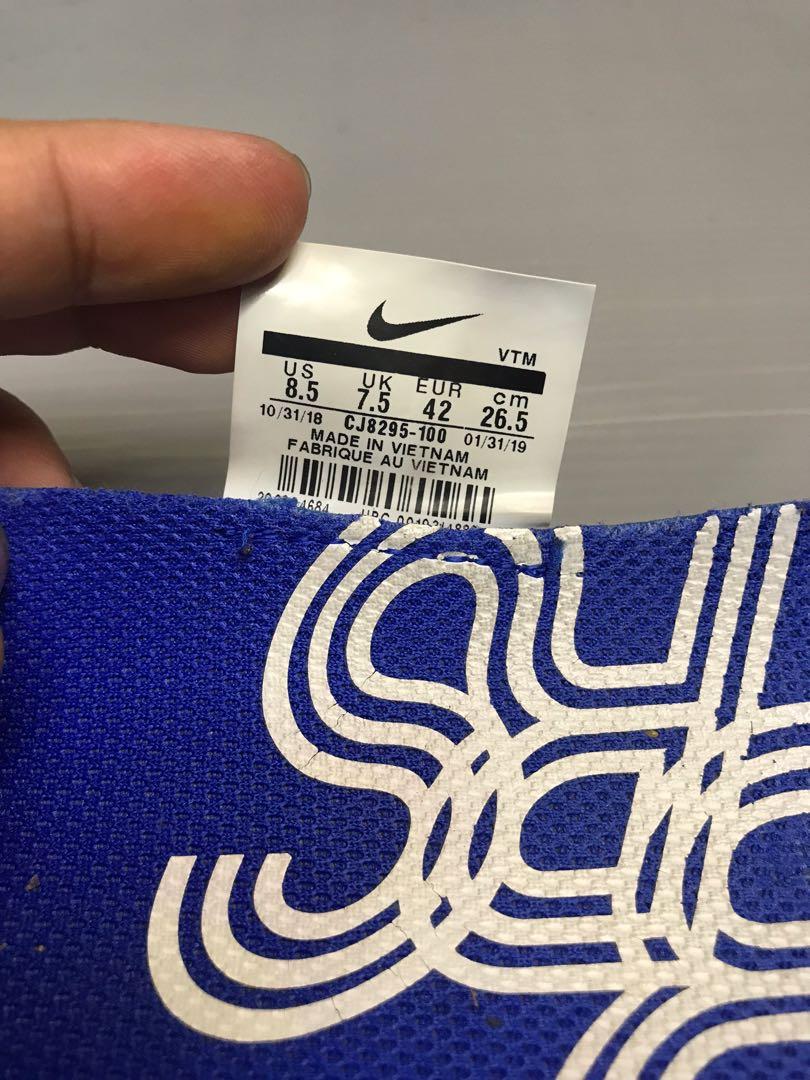 VTM
US UK EUR cm
8.5 7.5 42 26.5
10/31/18 CJ8295-100 01/31/19
MADE IN VIETNAM
FABRIQUE AU VIETNAM